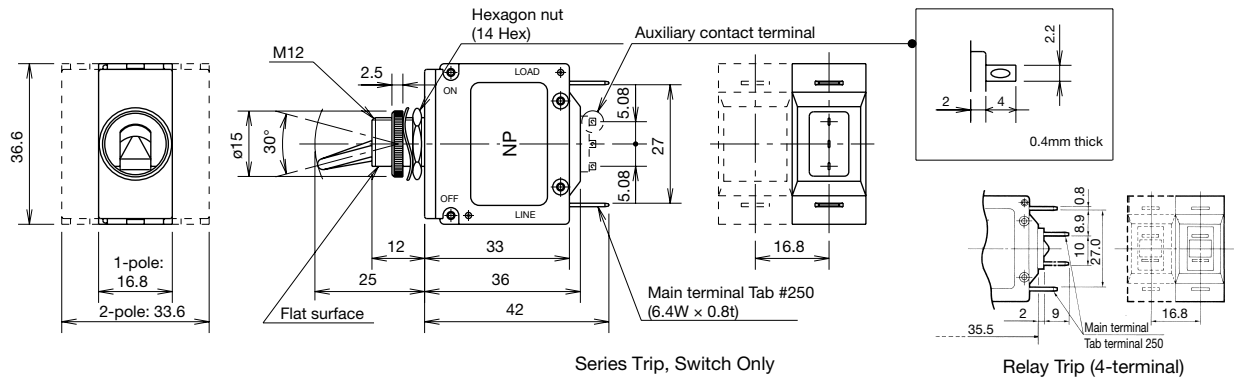 Hexagon nut
(14 Hex)
M12
2.5
Auxiliary contact terminal
2.2
2
4
0.4mm thick
36.6
ø15
30°
ON
OFF
LOAD
LINE
NP
5.08
5.08
27
12
33
25
36
42
Flat surface
Main terminal Tab #250
(6.4W × 0.8t)
1-pole:
16.8
2-pole: 33.6
16.8
Series Trip, Switch Only
0.8
8.9
10
27.0
2
9
35.5
Main terminal
Tab terminal 250
16.8
Relay Trip (4-terminal)